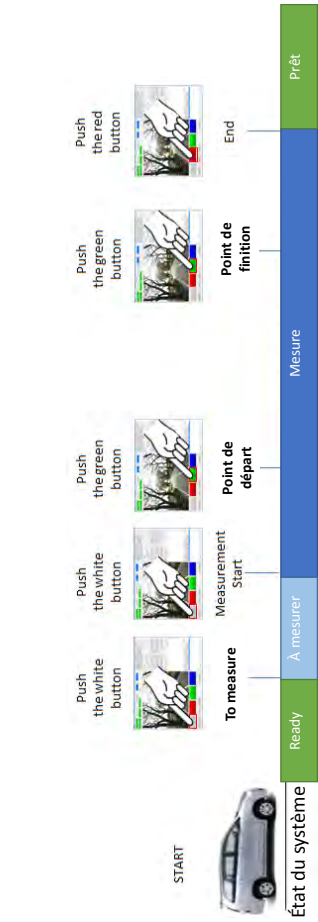 START
Push
the white
button
To measure
Push
the white
button
Measurement
Start
Push
the green
button
Point de
départ
Push
the green
button
Point de
finition
Push
the red
button
End
État du système
Ready
À mesurer
Mesure
Prêt